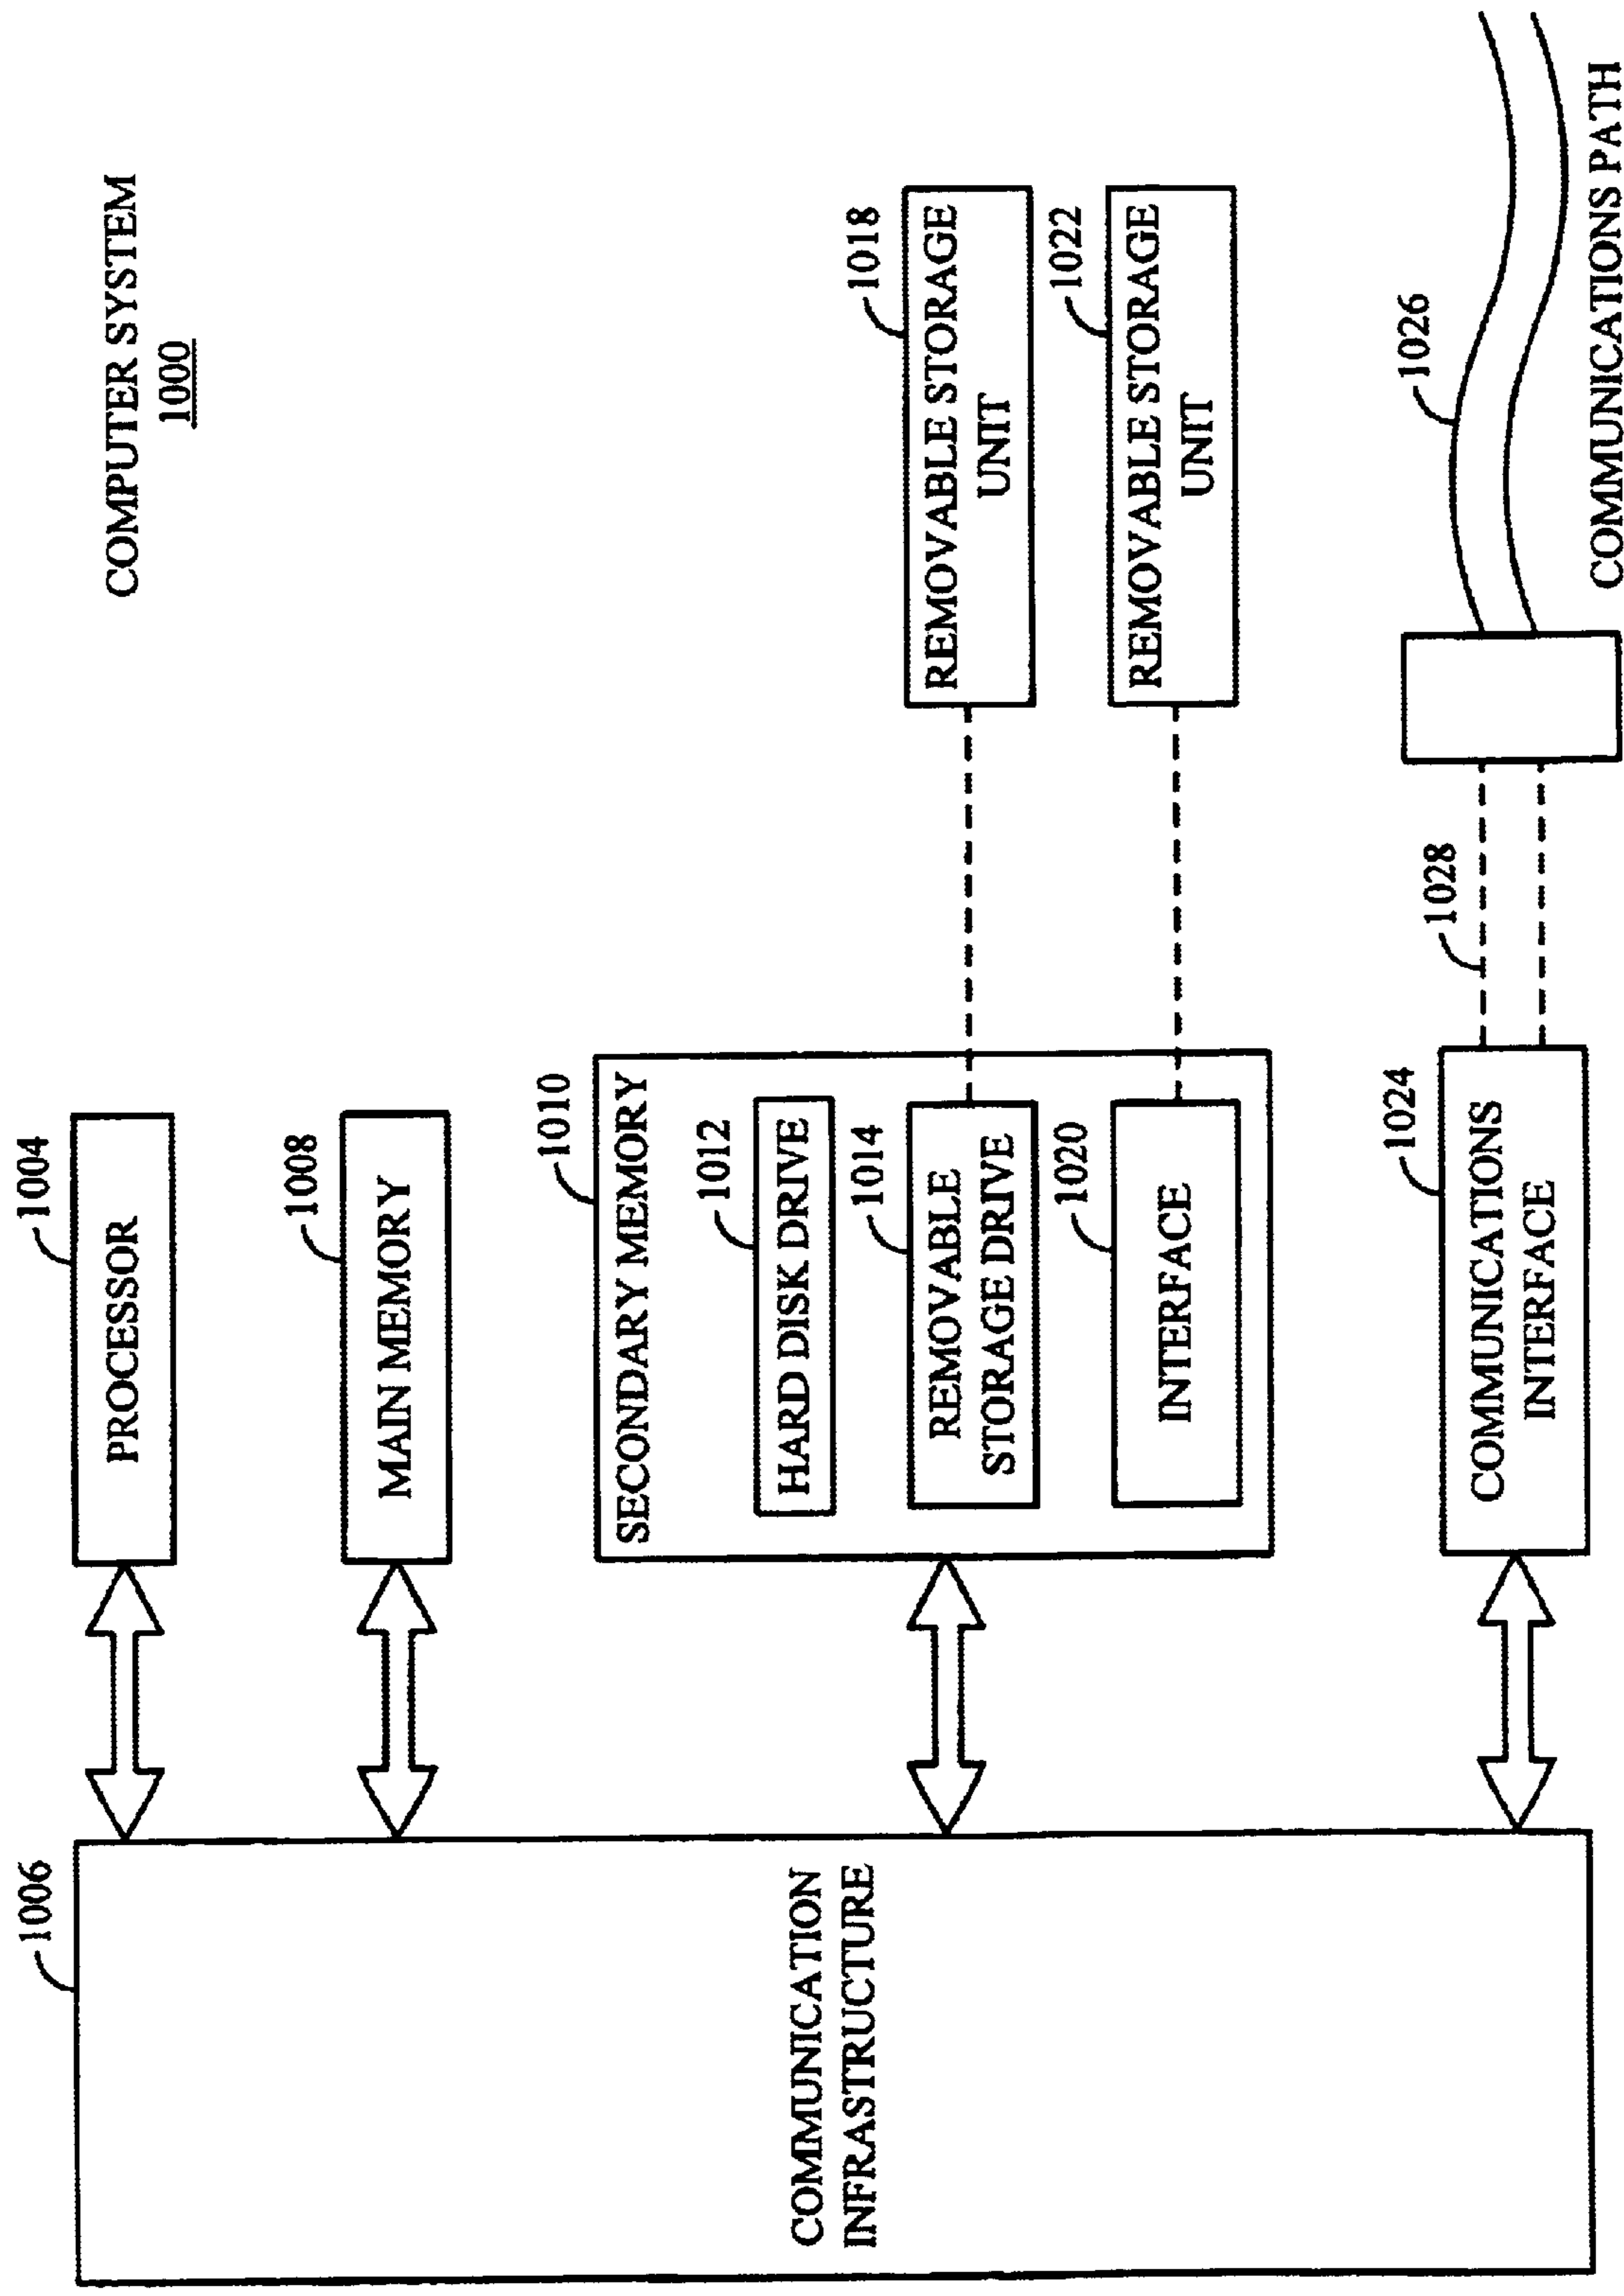 COMPUTER SYSTEM
1000
1006
COMMUNICATION
INFRASTRUCTURE
1004
PROCESSOR
1008
MAIN MEMORY
1010
SECONDARY MEMORY
1012
HARD DISK DRIVE
1014
REMOVABLE
STORAGE DRIVE
1018
REMOVABLE STORAGE
UNIT
1020
INTERFACE
1022
REMOVABLE STORAGE
UNIT
1024
COMMUNICATIONS
INTERFACE
1028
1026
COMMUNICATIONS PATH